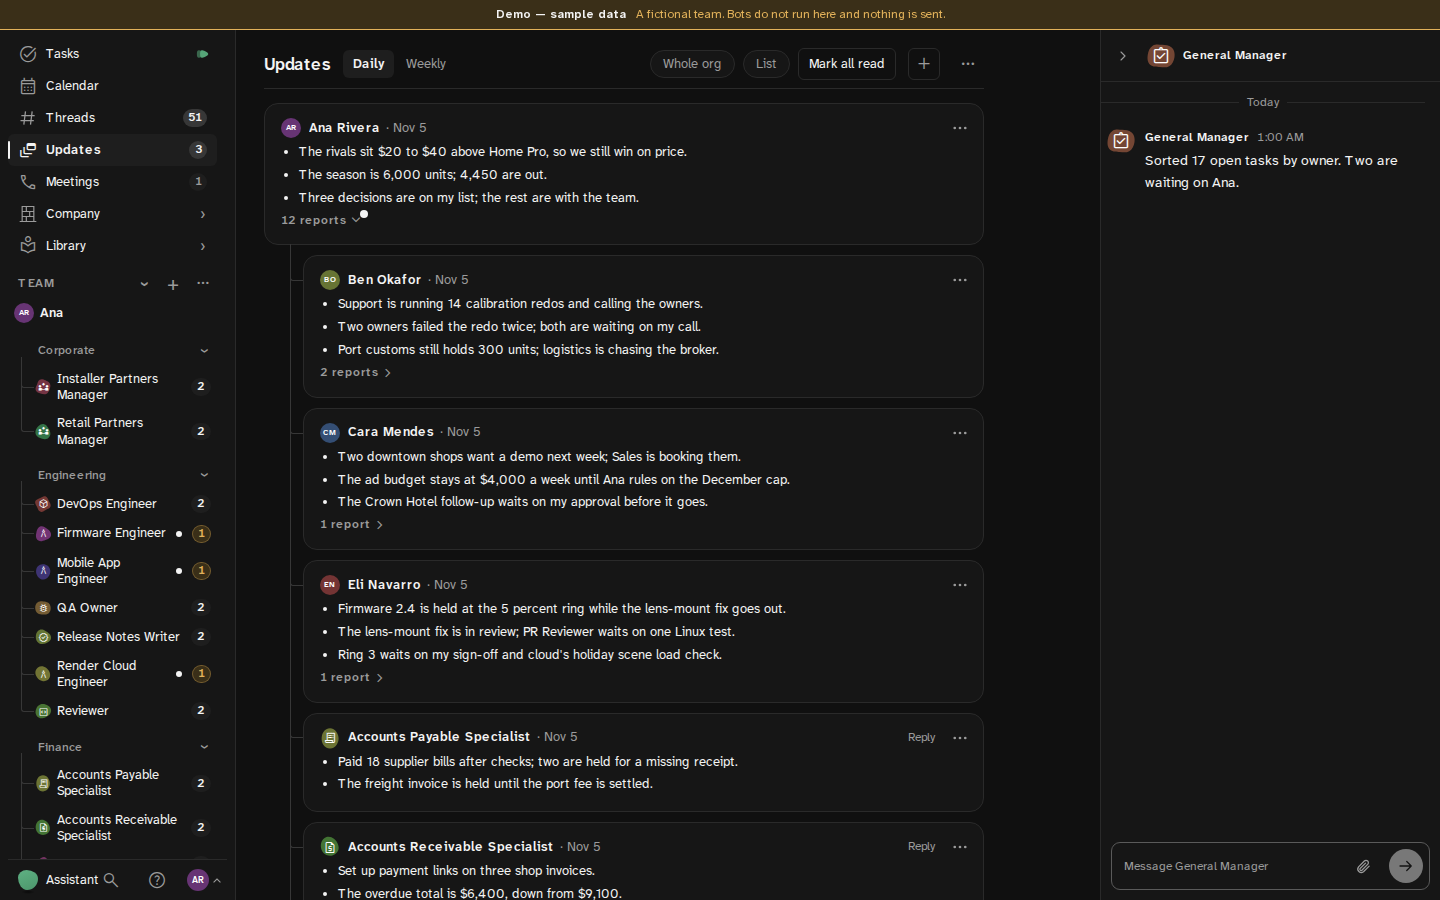 Demo — sample data A fictional team. Bots do not run here and nothing is sent.
Tasks
Calendar
Threads 51
Updates 3
Meetings 1
Company
Library
TEAM
AR Ana
Corporate
Installer Partners
Manager 2
Retail Partners
Manager 2
Engineering
DevOps Engineer 2
Firmware Engineer 1
Mobile App
Engineer 1
QA Owner 2
Release Notes Writer 2
Render Cloud
Engineer 1
Reviewer 2
Finance
Accounts Payable
Specialist 2
Accounts Receivable
Specialist 2
Assistant AR
Updates Daily Weekly Whole org List Mark all read
AR Ana Rivera · Nov 5
• The rivals sit $20 to $40 above Home Pro, so we still win on price.
• The season is 6,000 units; 4,450 are out.
• Three decisions are on my list; the rest are with the team.
12 reports
BO Ben Okafor · Nov 5
• Support is running 14 calibration redos and calling the owners.
• Two owners failed the redo twice; both are waiting on my call.
• Port customs still holds 300 units; logistics is chasing the broker.
2 reports
CM Cara Mendes · Nov 5
• Two downtown shops want a demo next week; Sales is booking them.
• The ad budget stays at $4,000 a week until Ana rules on the December cap.
• The Crown Hotel follow-up waits on my approval before it goes.
1 report
EN Eli Navarro · Nov 5
• Firmware 2.4 is held at the 5 percent ring while the lens-mount fix goes out.
• The lens-mount fix is in review; PR Reviewer waits on one Linux test.
• Ring 3 waits on my sign-off and cloud's holiday scene load check.
1 report
Accounts Payable Specialist · Nov 5 Reply
• Paid 18 supplier bills after checks; two are held for a missing receipt.
• The freight invoice is held until the port fee is settled.
Accounts Receivable Specialist · Nov 5 Reply
• Set up payment links on three shop invoices.
• The overdue total is $6,400, down from $9,100.
General Manager
Today
General Manager 1:00 AM
Sorted 17 open tasks by owner. Two are
waiting on Ana.
Message General Manager